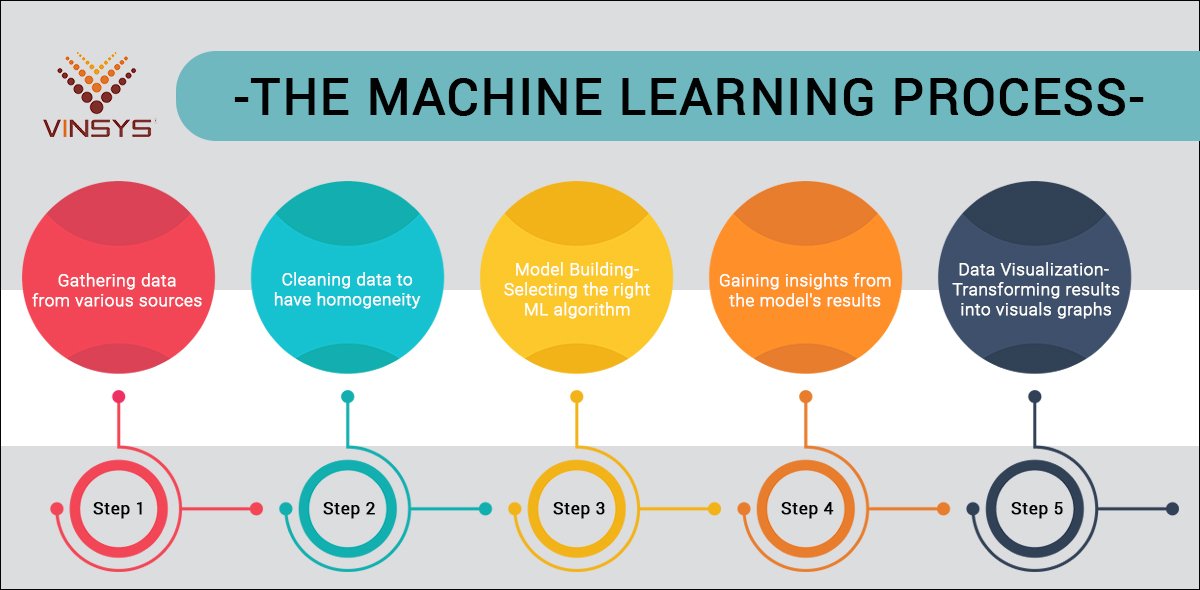 VINSYS
-THE MACHINE LEARNING PROCESS-
Gathering data
from various sources
Cleaning data to
have homogeneity
Model Building-
Selecting the right
ML algorithm
Gaining insights from
the model's results
Data Visualization-
Transforming results
into visuals graphs
Step 1
Step 2
Step 3
Step 4
Step 5